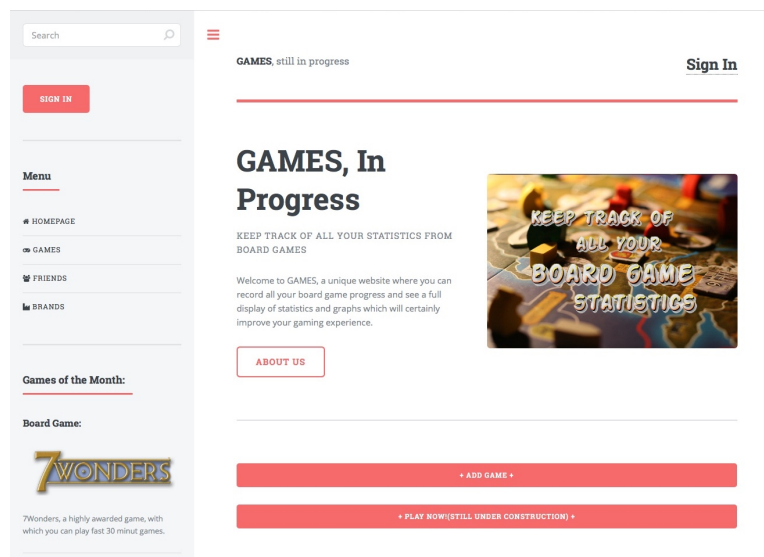 Search
SIGN IN
Menu
HOMEPAGE
GAMES
FRIENDS
BRANDS
Games of the Month:
Board Game:
7WONDERS
7Wonders, a highly awarded game, with
which you can play fast 30 minut games.
GAMES, still in progress
Sign In
GAMES, In
Progress
KEEP TRACK OF ALL YOUR STATISTICS FROM
BOARD GAMES
Welcome to GAMES, a unique website where you can
record all your board game progress and see a full
display of statistics and graphs which will certainly
improve your gaming experience.
ABOUT US
KEEP TRACK OF
ALL YOUR
BOARD GAME
STATISTICS
+ ADD GAME +
+ PLAY NOW!(STILL UNDER CONSTRUCTION) +